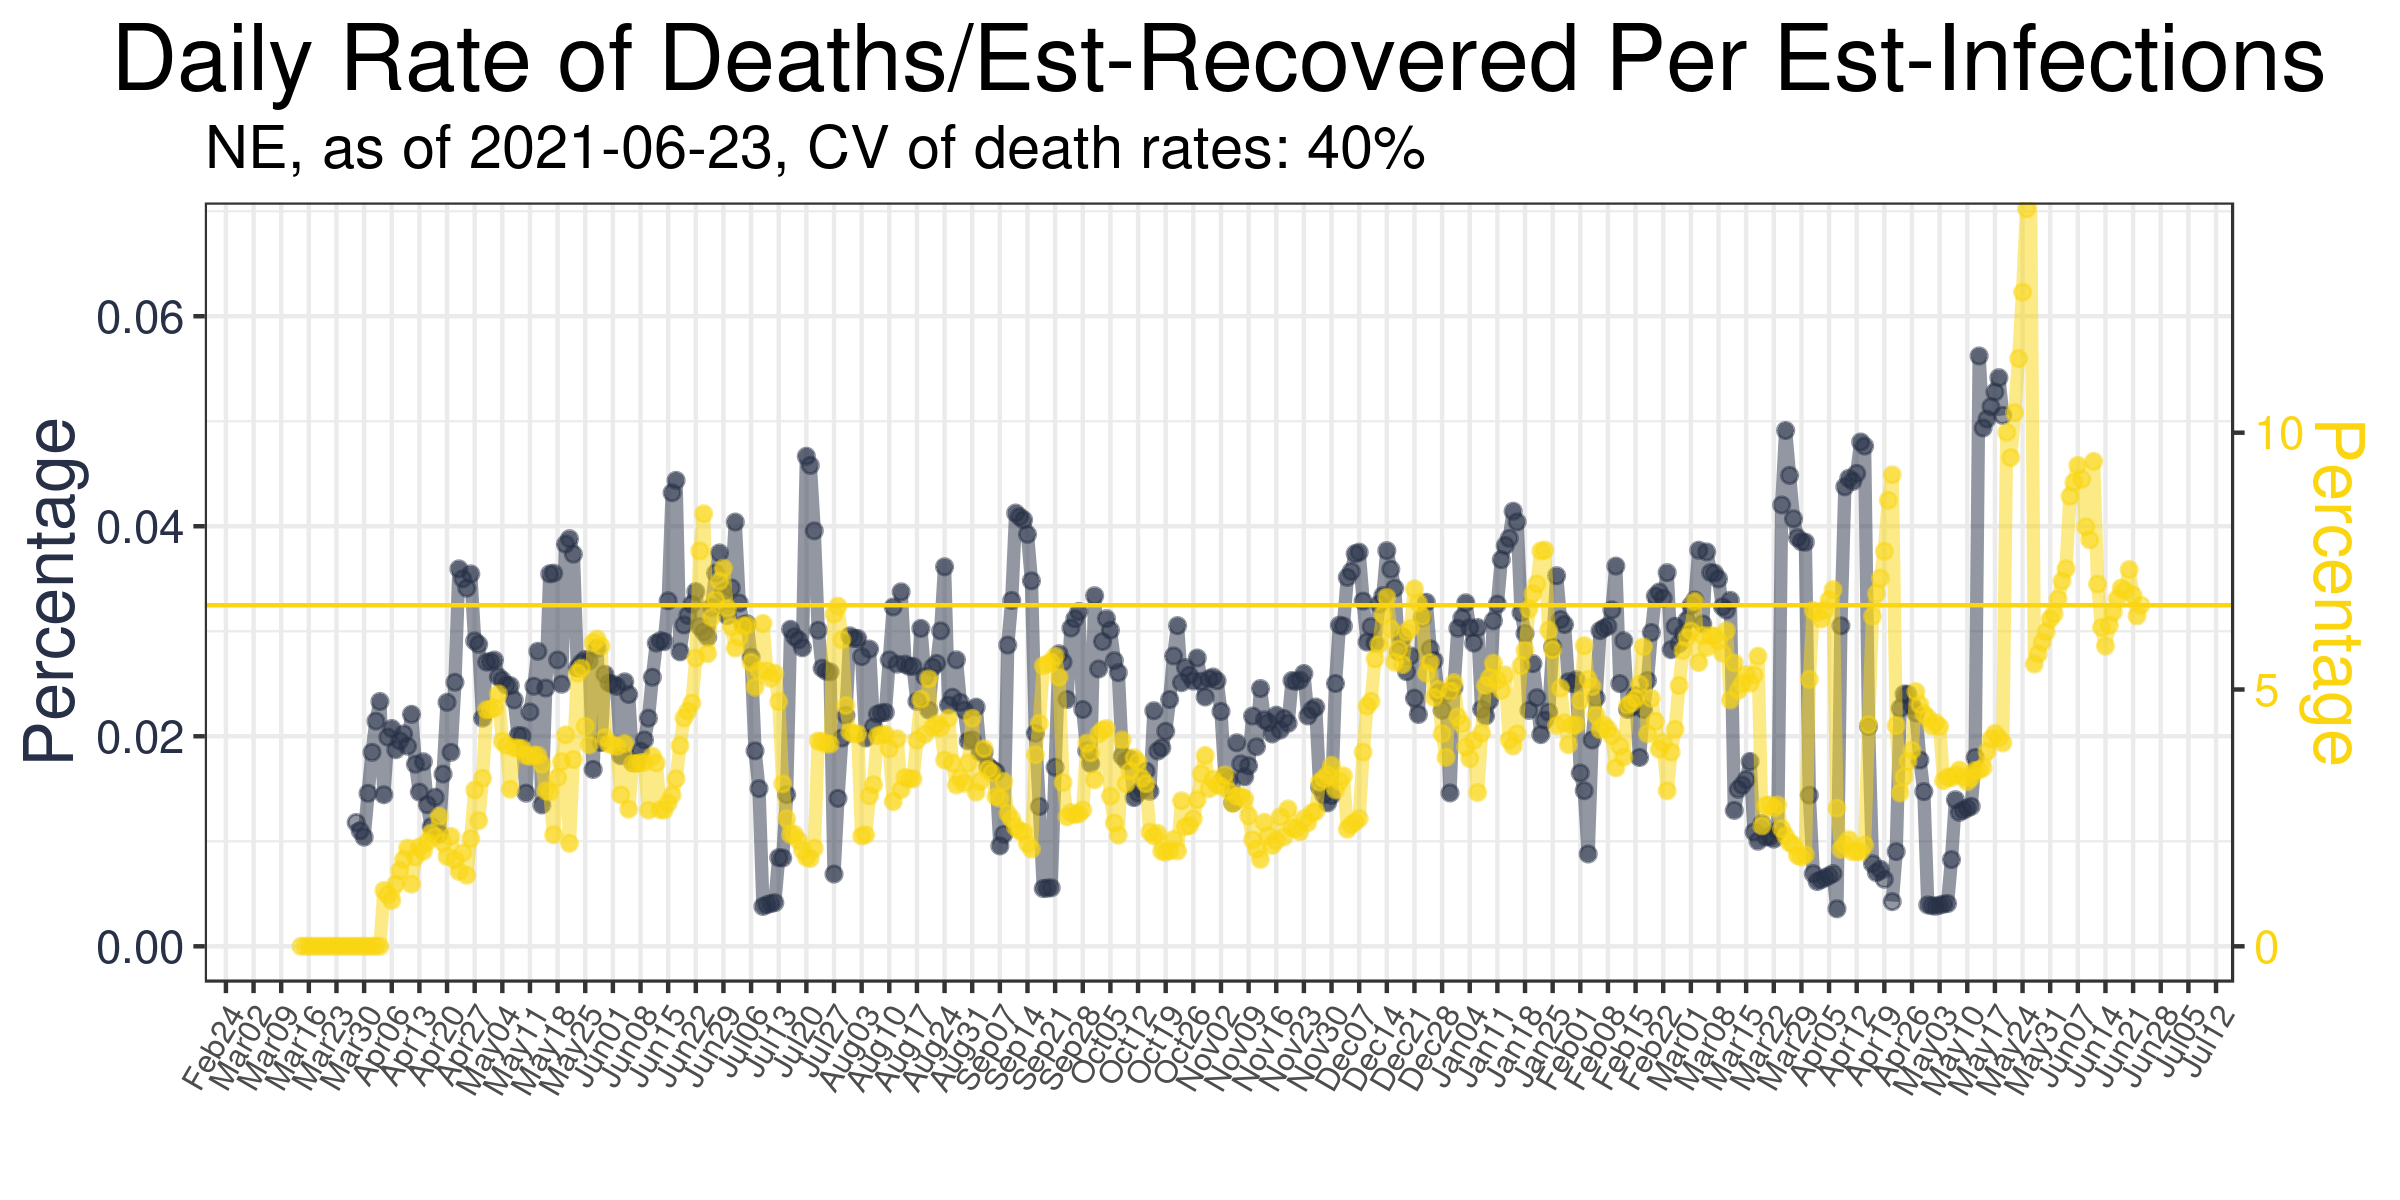 Daily Rate of Deaths/Est-Recovered Per Est-Infections
NE, as of 2021-06-23, CV of death rates: 40%
Percentage
0.06
0.04
0.02
0.00
10
5
0
Percentage
Feb24
Mar02
Mar09
Mar16
Mar23
Mar30
Apr06
Apr13
Apr20
Apr27
May04
May11
May18
May25
Jun01
Jun08
Jun15
Jun22
Jun29
Jul06
Jul13
Jul20
Jul27
Aug03
Aug10
Aug17
Aug24
Aug31
Sep07
Sep14
Sep21
Sep28
Oct05
Oct12
Oct19
Oct26
Nov02
Nov09
Nov16
Nov23
Nov30
Dec07
Dec14
Dec21
Dec28
Jan04
Jan11
Jan18
Jan25
Feb01
Feb08
Feb15
Feb22
Mar01
Mar08
Mar15
Mar22
Mar29
Apr05
Apr12
Apr19
Apr26
May03
May10
May17
May24
May31
Jun07
Jun14
Jun21
Jun28
Jul05
Jul12